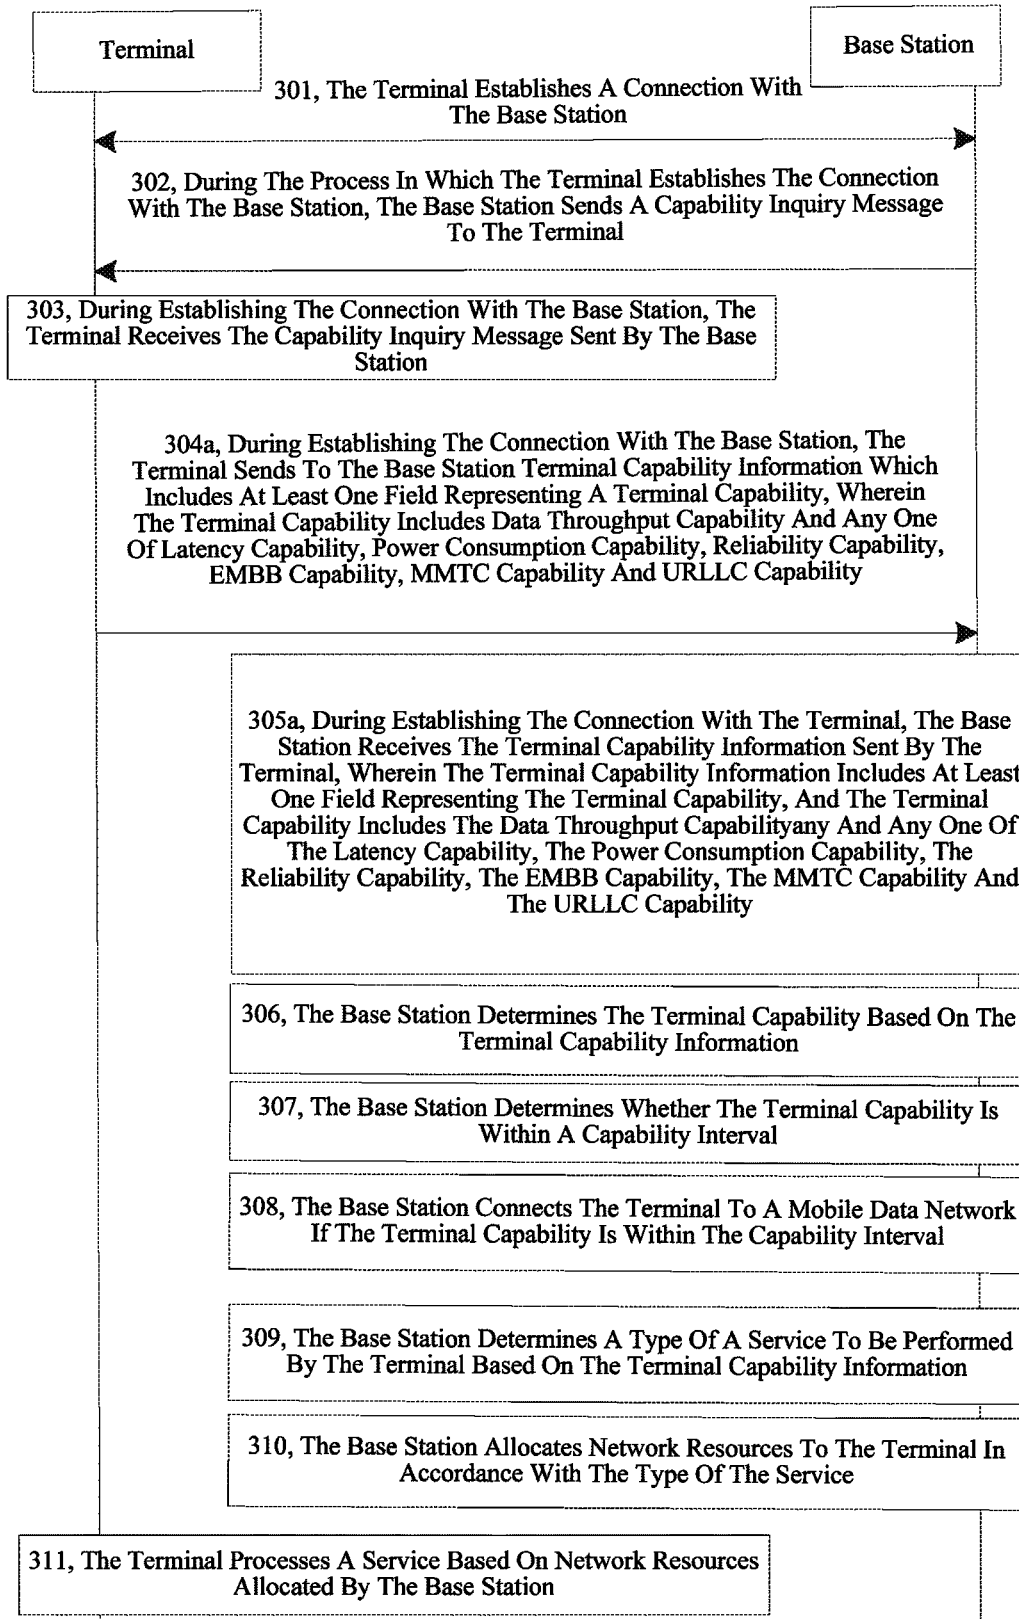 Terminal
Base Station
301, The Terminal Establishes A Connection With
The Base Station
302, During The Process In Which The Terminal Establishes The Connection
With The Base Station, The Base Station Sends A Capability Inquiry Message
To The Terminal
303, During Establishing The Connection With The Base Station, The
Terminal Receives The Capability Inquiry Message Sent By The Base
Station
304a, During Establishing The Connection With The Base Station, The
Terminal Sends To The Base Station Terminal Capability Information Which
Includes At Least One Field Representing A Terminal Capability, Wherein
The Terminal Capability Includes Data Throughput Capability And Any One
Of Latency Capability, Power Consumption Capability, Reliability Capability,
EMBB Capability, MMTC Capability And URLLC Capability
305a, During Establishing The Connection With The Terminal, The Base
Station Receives The Terminal Capability Information Sent By The
Terminal, Wherein The Terminal Capability Information Includes At Least
One Field Representing The Terminal Capability, And The Terminal
Capability Includes The Data Throughput Capabilityany And Any One Of
The Latency Capability, The Power Consumption Capability, The
Reliability Capability, The EMBB Capability, The MMTC Capability And
The URLLC Capability
306, The Base Station Determines The Terminal Capability Based On The
Terminal Capability Information
307, The Base Station Determines Whether The Terminal Capability Is
Within A Capability Interval
308, The Base Station Connects The Terminal To A Mobile Data Network
If The Terminal Capability Is Within The Capability Interval
309, The Base Station Determines A Type Of A Service To Be Performed
By The Terminal Based On The Terminal Capability Information
310, The Base Station Allocates Network Resources To The Terminal In
Accordance With The Type Of The Service
311, The Terminal Processes A Service Based On Network Resources
Allocated By The Base Station